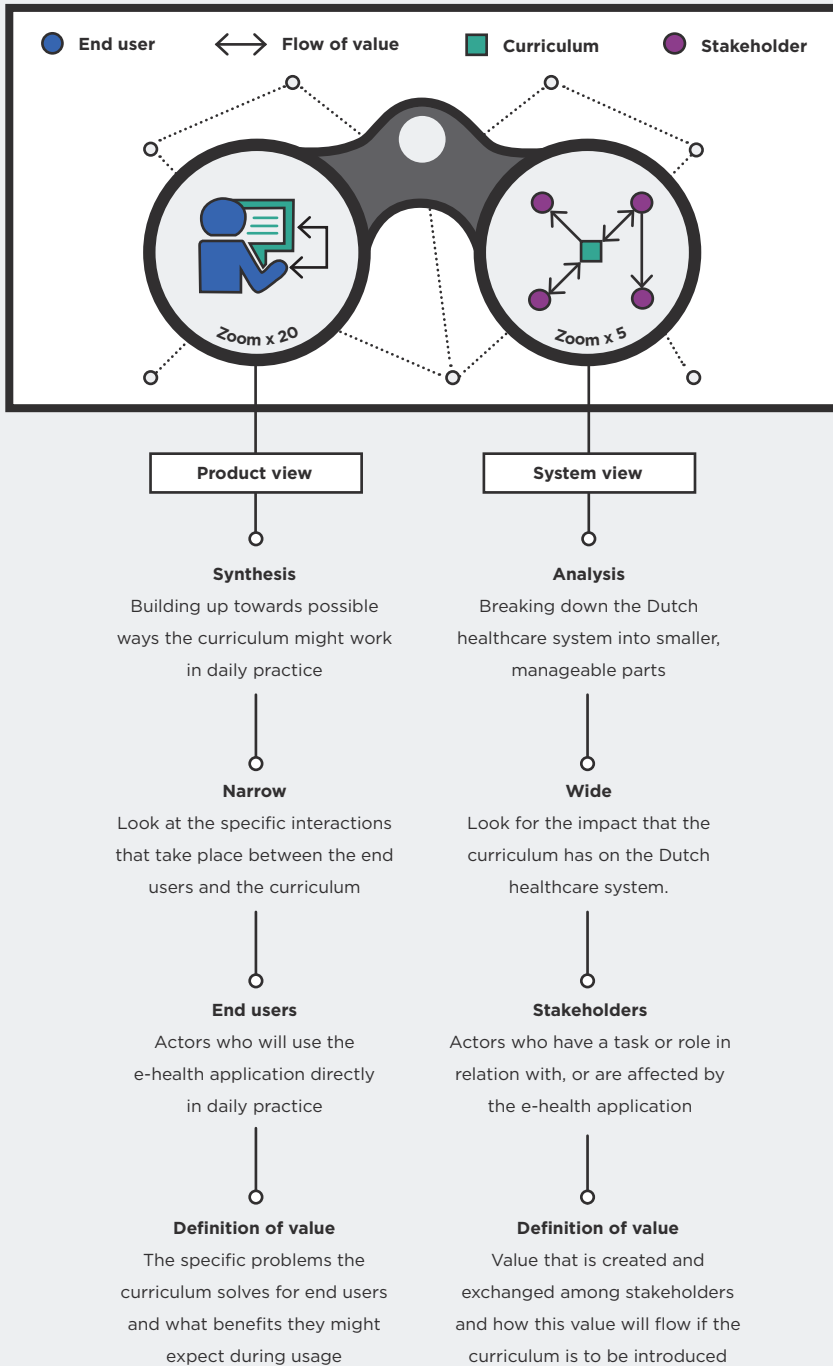 End user
Flow of value
Curriculum
Stakeholder
Zoom x 20
Zoom x 5
Product view
Synthesis
Building up towards possible
ways the curriculum might work
in daily practice
Narrow
Look at the specific interactions
that take place between the end
users and the curriculum
End users
Actors who will use the
e-health application directly
in daily practice
Definition of value
The specific problems the
curriculum solves for end users
and what benefits they might
expect during usage
System view
Analysis
Breaking down the Dutch
healthcare system into smaller,
manageable parts
Wide
Look for the impact that the
curriculum has on the Dutch
healthcare system.
Stakeholders
Actors who have a task or role in
relation with, or are affected by
the e-health application
Definition of value
Value that is created and
exchanged among stakeholders
and how this value will flow if the
curriculum is to be introduced